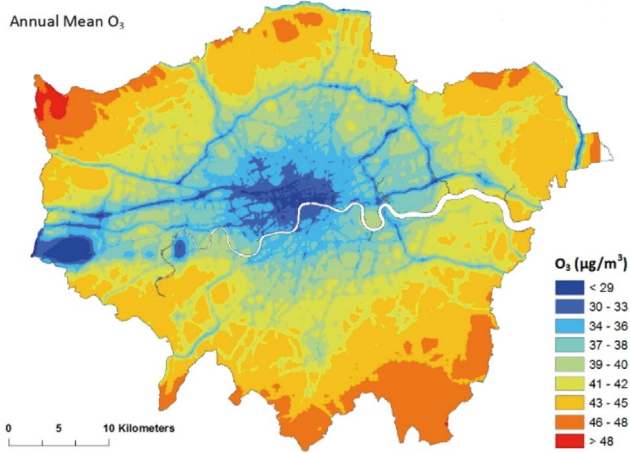 Annual Mean O₃
O₃ (µg/m³)
< 29
30 - 33
34 - 36
37 - 38
39 - 40
41 - 42
43 - 45
46 - 48
> 48
0 5 10 Kilometers